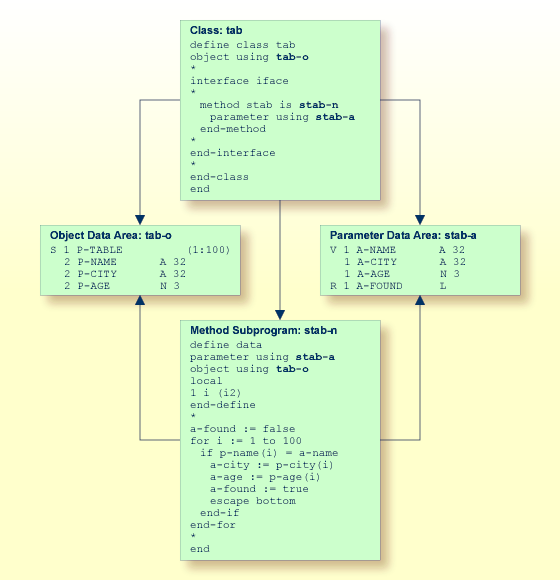 Class: tab
define class tab
object using tab-o
*
interface iface
*
method stab is stab-n
parameter using stab-a
end-method
*
end-interface
*
end-class
end
Object Data Area: tab-o
S 1 P-TABLE (1:100)
2 P-NAME A 32
2 P-CITY A 32
2 P-AGE N 3
Parameter Data Area: stab-a
V 1 A-NAME A 32
1 A-CITY A 32
1 A-AGE N 3
R 1 A-FOUND L
Method Subprogram: stab-n
define data
parameter using stab-a
object using tab-o
local
1 i (i2)
end-define
*
a-found := false
for i := 1 to 100
if p-name(i) = a-name
a-city := p-city(i)
a-age := p-age(i)
a-found := true
escape bottom
end-if
end-for
*
end